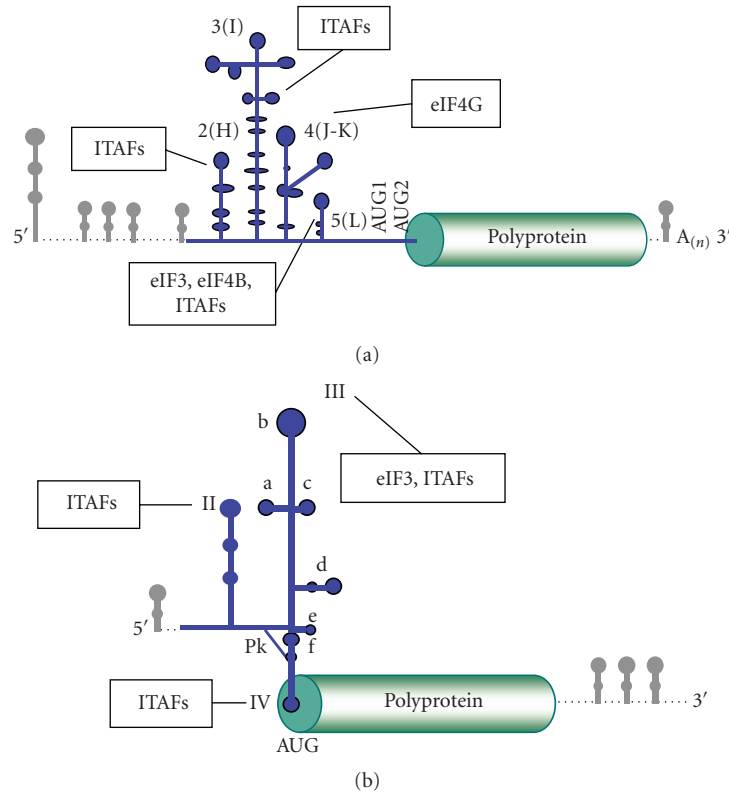 3(I)
ITAFs
eIF4G
2(H)
4(J-K)
ITAFs
AUG1
AUG2
5′
5(L)
Polyprotein
A(n) 3′
eIF3, eIF4B,
ITAFs
(a)
III
b
eIF3, ITAFs
a
c
ITAFs
II
d
e
5′
Pk
f
ITAFs
IV
Polyprotein
3′
AUG
(b)